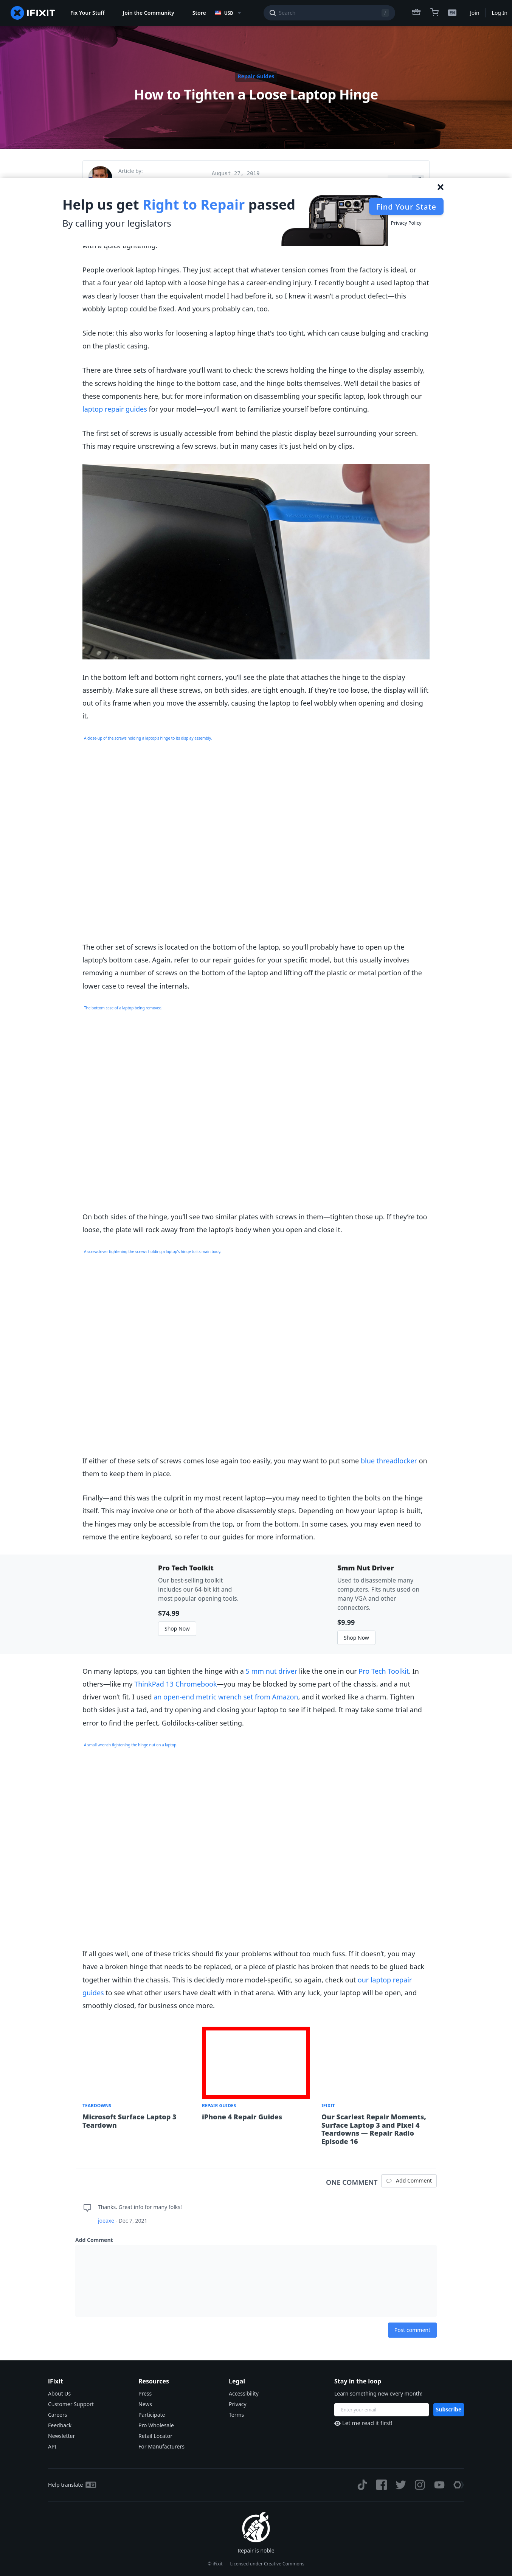 IFIXIT
Fix Your Stuff
Join the Community
Store
USD
Search
EN
Join
Log In
Repair Guides
How to Tighten a Loose Laptop Hinge
Article by:
August 27, 2019
Help us get Right to Repair passed
By calling your legislators
Find Your State
Privacy Policy
with a quick tightening.
People overlook laptop hinges. They just accept that whatever tension comes from the factory is ideal, or
that a four year old laptop with a loose hinge has a career-ending injury. I recently bought a used laptop that
was clearly looser than the equivalent model I had before it, so I knew it wasn’t a product defect—this
wobbly laptop could be fixed. And yours probably can, too.
Side note: this also works for loosening a laptop hinge that’s too tight, which can cause bulging and cracking
on the plastic casing.
There are three sets of hardware you’ll want to check: the screws holding the hinge to the display assembly,
the screws holding the hinge to the bottom case, and the hinge bolts themselves. We’ll detail the basics of
these components here, but for more information on disassembling your specific laptop, look through our
laptop repair guides for your model—you’ll want to familiarize yourself before continuing.
The first set of screws is usually accessible from behind the plastic display bezel surrounding your screen.
This may require unscrewing a few screws, but in many cases it’s just held on by clips.
In the bottom left and bottom right corners, you’ll see the plate that attaches the hinge to the display
assembly. Make sure all these screws, on both sides, are tight enough. If they’re too loose, the display will lift
out of its frame when you move the assembly, causing the laptop to feel wobbly when opening and closing
it.
A close-up of the screws holding a laptop’s hinge to its display assembly.
The other set of screws is located on the bottom of the laptop, so you’ll probably have to open up the
laptop’s bottom case. Again, refer to our repair guides for your specific model, but this usually involves
removing a number of screws on the bottom of the laptop and lifting off the plastic or metal portion of the
lower case to reveal the internals.
The bottom case of a laptop being removed.
On both sides of the hinge, you’ll see two similar plates with screws in them—tighten those up. If they’re too
loose, the plate will rock away from the laptop’s body when you open and close it.
A screwdriver tightening the screws holding a laptop’s hinge to its main body.
If either of these sets of screws comes lose again too easily, you may want to put some blue threadlocker on
them to keep them in place.
Finally—and this was the culprit in my most recent laptop—you may need to tighten the bolts on the hinge
itself. This may involve one or both of the above disassembly steps. Depending on how your laptop is built,
the hinges may only be accessible from the top, or from the bottom. In some cases, you may even need to
remove the entire keyboard, so refer to our guides for more information.
Pro Tech Toolkit
Our best-selling toolkit
includes our 64-bit kit and
most popular opening tools.
$74.99
Shop Now
5mm Nut Driver
Used to disassemble many
computers. Fits nuts used on
many VGA and other
connectors.
$9.99
Shop Now
On many laptops, you can tighten the hinge with a 5 mm nut driver like the one in our Pro Tech Toolkit. In
others—like my ThinkPad 13 Chromebook—you may be blocked by some part of the chassis, and a nut
driver won’t fit. I used an open-end metric wrench set from Amazon, and it worked like a charm. Tighten
both sides just a tad, and try opening and closing your laptop to see if it helped. It may take some trial and
error to find the perfect, Goldilocks-caliber setting.
A small wrench tightening the hinge nut on a laptop
If all goes well, one of these tricks should fix your problems without too much fuss. If it doesn’t, you may
have a broken hinge that needs to be replaced, or a piece of plastic has broken that needs to be glued back
together within the chassis. This is decidedly more model-specific, so again, check out our laptop repair
guides to see what other users have dealt with in that arena. With any luck, your laptop will be open, and
smoothly closed, for business once more.
TEARDOWNS
Microsoft Surface Laptop 3
Teardown
REPAIR GUIDES
iPhone 4 Repair Guides
IFIXIT
Our Scariest Repair Moments,
Surface Laptop 3 and Pixel 4
Teardowns — Repair Radio
Episode 16
ONE COMMENT
Add Comment
Thanks. Great info for many folks!
joeaxe - Dec 7, 2021
Add Comment
Post comment
iFixit
About Us
Customer Support
Careers
Feedback
Newsletter
API
Resources
Press
News
Participate
Pro Wholesale
Retail Locator
For Manufacturers
Legal
Accessibility
Privacy
Terms
Stay in the loop
Learn something new every month!
Enter your email
Subscribe
Let me read it first!
Help translate
Repair is noble
© iFixit — Licensed under Creative Commons